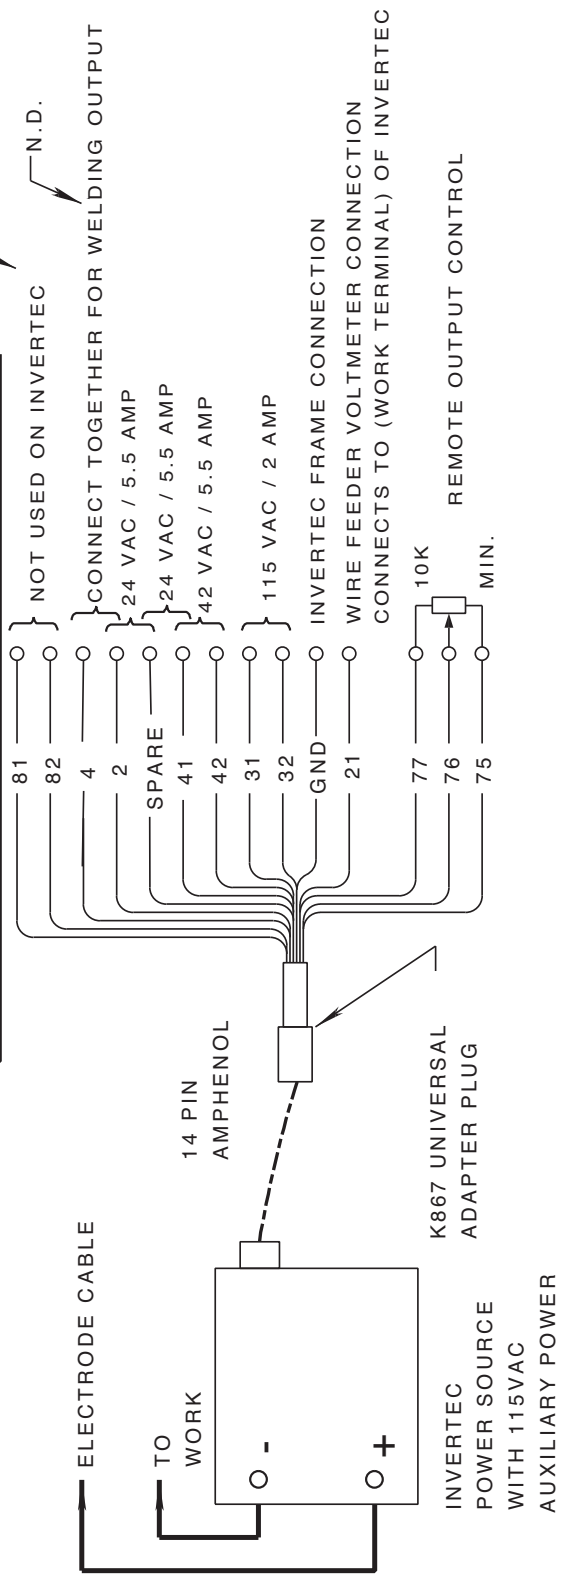 N.D.
NOT USED ON INVERTEC
CONNECT TOGETHER FOR WELDING OUTPUT
24 VAC / 5.5 AMP
24 VAC / 5.5 AMP
42 VAC / 5.5 AMP
115 VAC / 2 AMP
INVERTEC FRAME CONNECTION
WIRE FEEDER VOLTMETER CONNECTION
CONNECTS TO (WORK TERMINAL) OF INVERTEC
10K
REMOTE OUTPUT CONTROL
MIN.
81
82
4
2
SPARE
41
42
31
32
GND
21
77
76
75
14 PIN
AMPHENOL
K867 UNIVERSAL
ADAPTER PLUG
ELECTRODE CABLE
TO
WORK
-
+
INVERTEC
POWER SOURCE
WITH 115VAC
AUXILIARY POWER